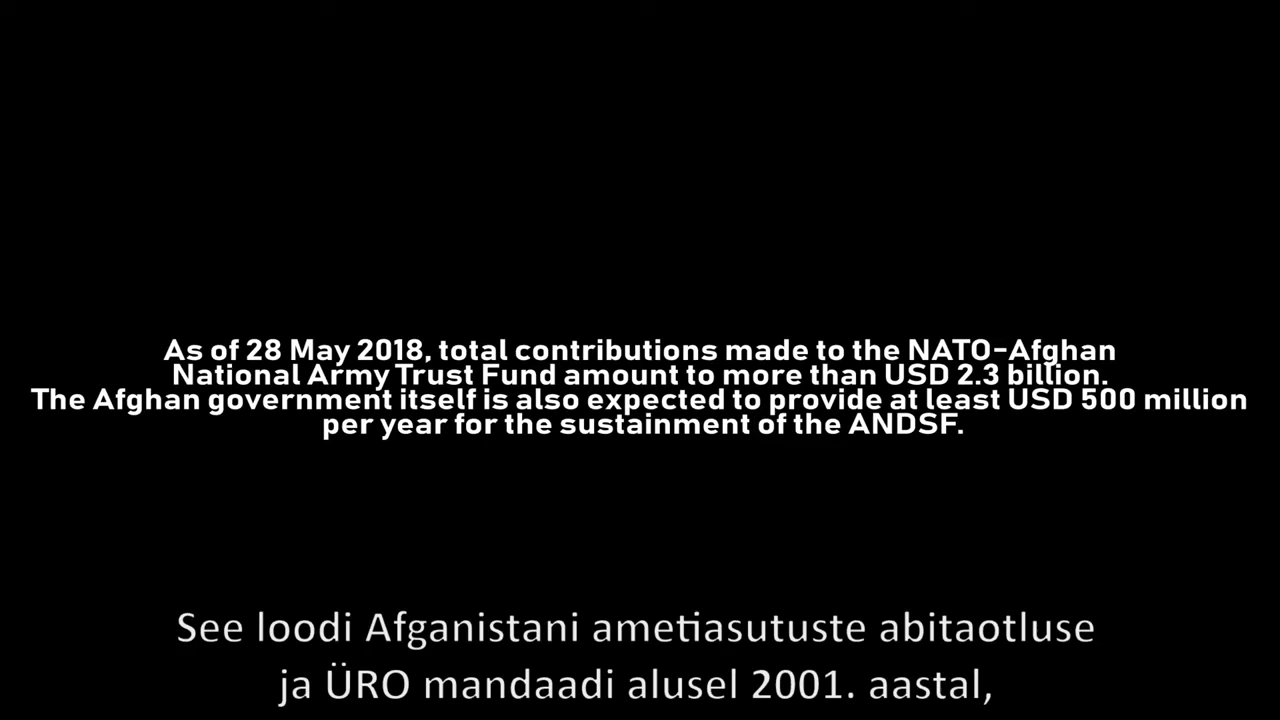 As of 28 May 2018, total contributions made to the NATO-Afghan
National Army Trust Fund amount to more than USD 2.3 billion.
The Afghan government itself is also expected to provide at least USD 500 million
per year for the sustainment of the ANDSF.
See loodi Afganistani ametiasutuste abitaotluse
ja ÜRO mandaadi alusel 2001. aastal,